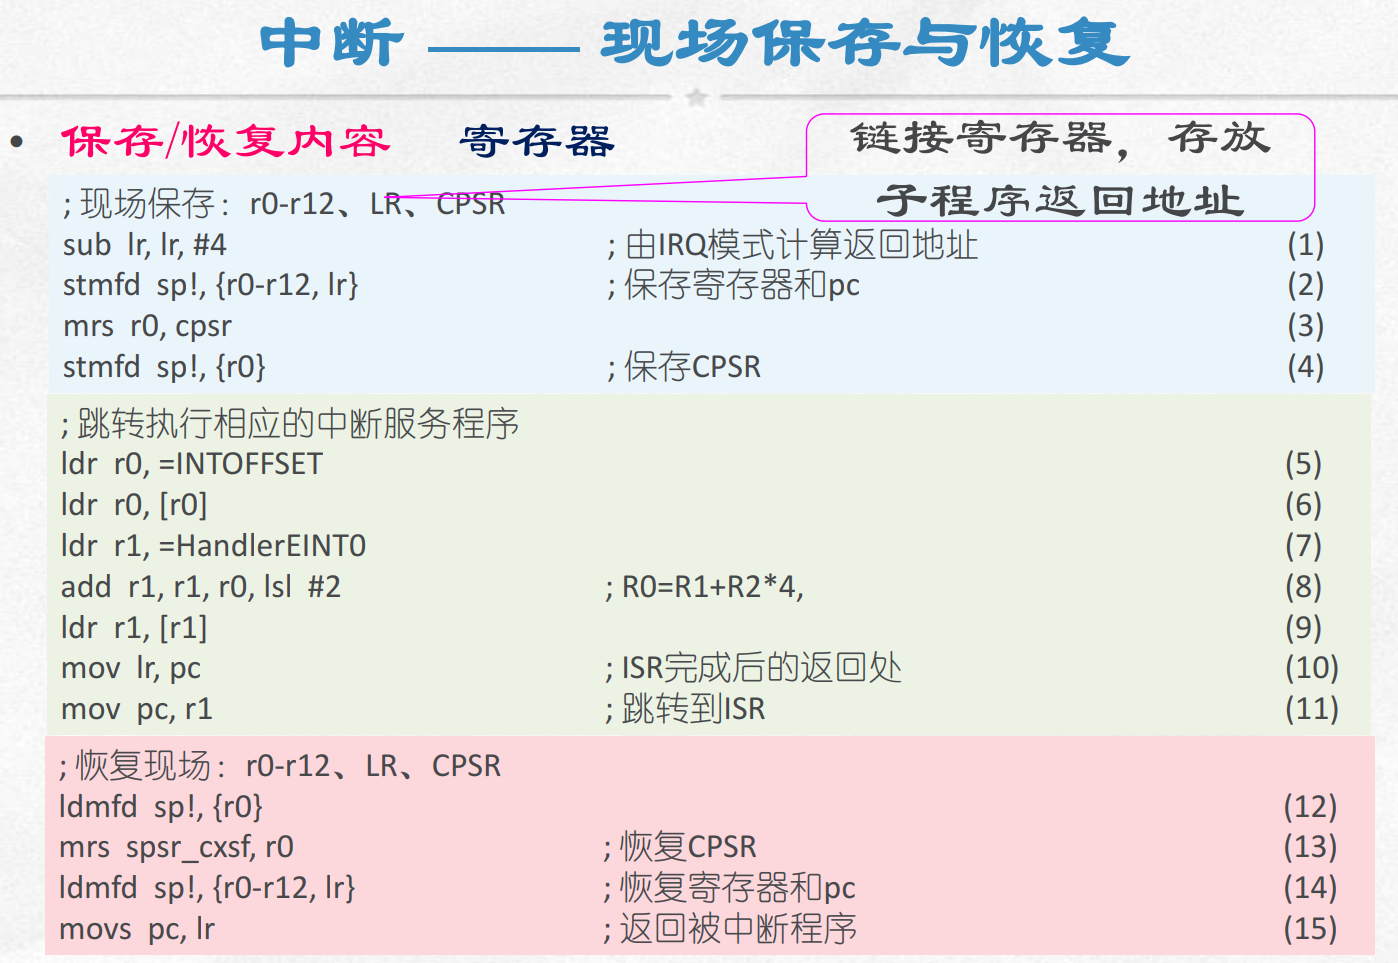 中断 —— 现场保存与恢复
• 保存/恢复内容 寄存器
链接寄存器，存放
子程序返回地址
; 现场保存：r0-r12、LR、CPSR
sub lr, lr, #4 ; 由IRQ模式计算返回地址 (1)
stmfd sp!, {r0-r12, lr} ; 保存寄存器和pc (2)
mrs r0, cpsr (3)
stmfd sp!, {r0} ; 保存CPSR (4)
; 跳转执行相应的中断服务程序
ldr r0, =INTOFFSET (5)
ldr r0, [r0] (6)
ldr r1, =HandlerEINT0 (7)
add r1, r1, r0, lsl #2 ; R0=R1+R2*4, (8)
ldr r1, [r1] (9)
mov lr, pc ; ISR完成后的返回处 (10)
mov pc, r1 ; 跳转到ISR (11)
; 恢复现场：r0-r12、LR、CPSR
ldmfd sp!, {r0} (12)
mrs spsr_cxsf, r0 ; 恢复CPSR (13)
ldmfd sp!, {r0-r12, lr} ; 恢复寄存器和pc (14)
movs pc, lr ; 返回被中断程序 (15)